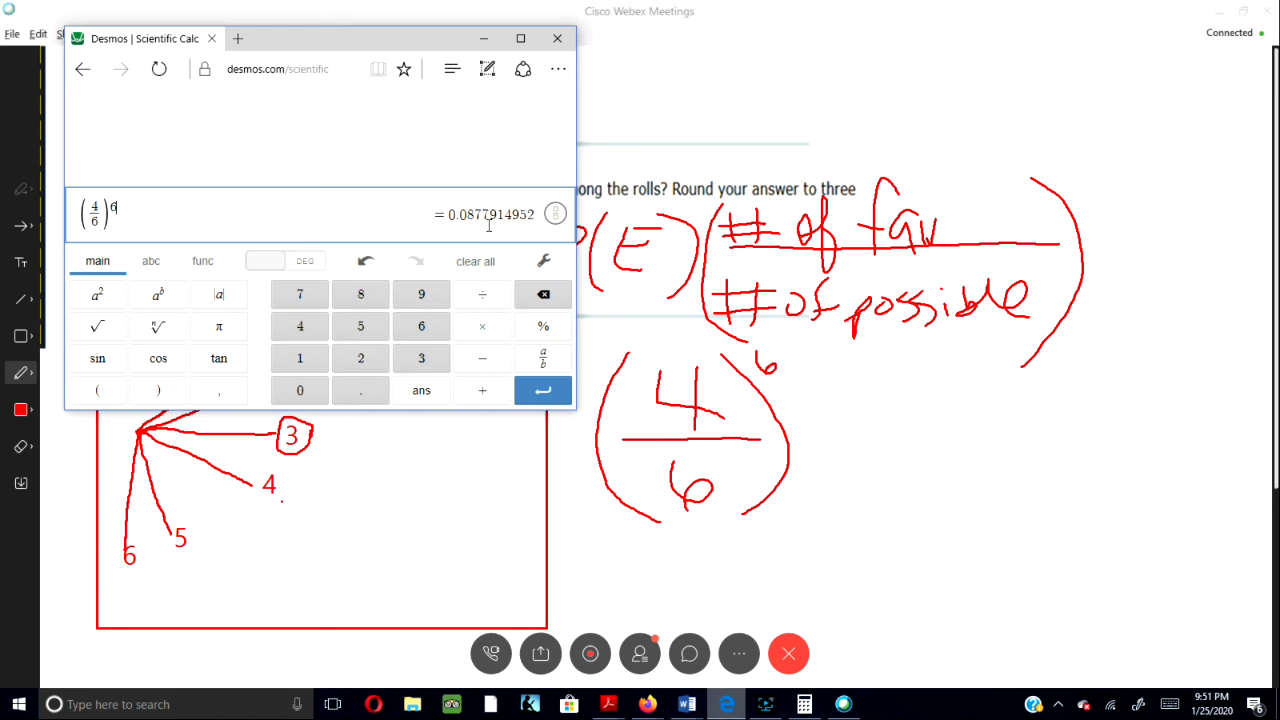 Cisco Webex Meetings
File Edit
Connected
Desmos | Scientific Calc
desmos.com/scientific
ong the rolls? Round your answer to three
(4/6)6
= 0.0877914952
main abc func DEG clear all
a² aᵇ |a| 7 8 9 ÷
√ ⁿ√ π 4 5 6 × %
sin cos tan 1 2 3 − a/b
( ) , 0 . ans +
(E) (# of fav
# of possible)
(4/6)⁶
3
4
5
6
TT
Type here to search
9:51 PM
1/25/2020
6